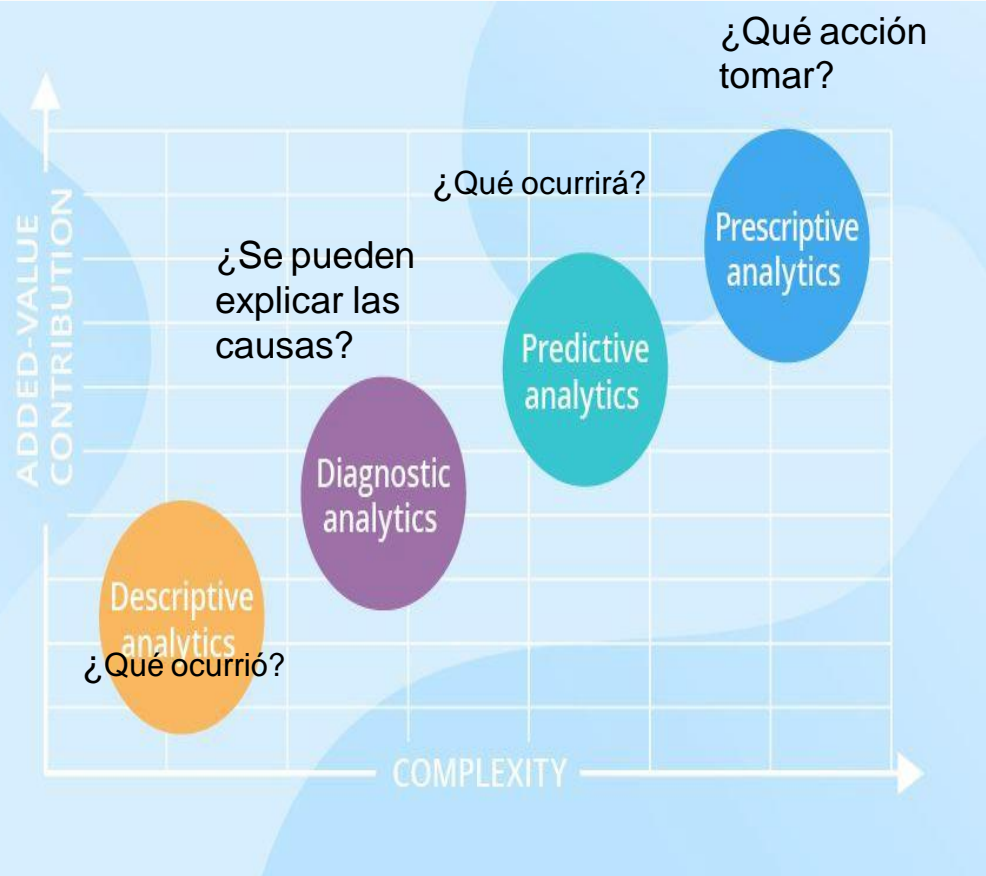 ¿Qué acción
tomar?
¿Qué ocurrirá?
Prescriptive
analytics
¿Se pueden
explicar las
causas?
Predictive
analytics
ADDED-VALUE
CONTRIBUTION
Diagnostic
analytics
Descriptive
analytics
¿Qué ocurrió?
COMPLEXITY